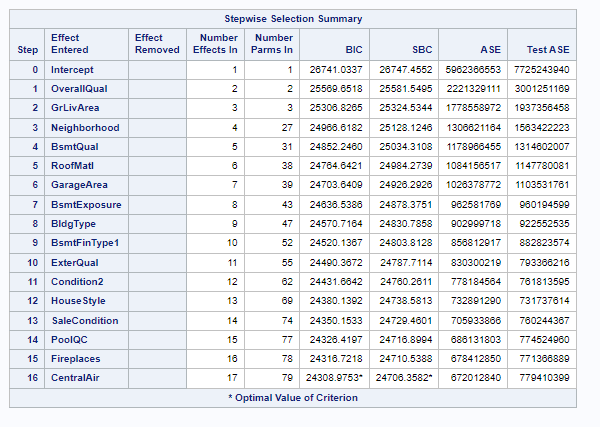 Stepwise Selection Summary
Step Effect Entered Effect Removed Number Effects In Number Parms In BIC SBC ASE Test ASE
0 Intercept 1 1 26741.0337 26747.4552 5962366553 7725243940
1 OverallQual 2 2 25569.6518 25581.5495 2221329111 3001251169
2 GrLivArea 3 3 25306.8265 25324.5344 1778558972 1937356458
3 Neighborhood 4 27 24966.6182 25128.1246 1306621164 1563422223
4 BsmtQual 5 31 24852.2460 25034.3108 1178966455 1314602007
5 RoofMatl 6 38 24764.6421 24984.2739 1084156517 1147780081
6 GarageArea 7 39 24703.6409 24926.2926 1026378772 1103531761
7 BsmtExposure 8 43 24636.5386 24878.3751 962581769 960194599
8 BldgType 9 47 24570.7164 24830.7858 902999718 922552535
9 BsmtFinType1 10 52 24520.1367 24803.8128 856812917 882823574
10 ExterQual 11 55 24490.3672 24787.7114 830300219 793366216
11 Condition2 12 62 24431.6642 24760.2611 778184564 761813595
12 HouseStyle 13 69 24380.1392 24738.5813 732891290 731737614
13 SaleCondition 14 74 24350.1533 24729.4601 705933866 760244367
14 PoolQC 15 77 24326.4197 24716.8994 686131803 774524960
15 Fireplaces 16 78 24316.7218 24710.5388 678412850 771366889
16 CentralAir 17 79 24308.9753* 24706.3582* 672012840 779410399
* Optimal Value of Criterion